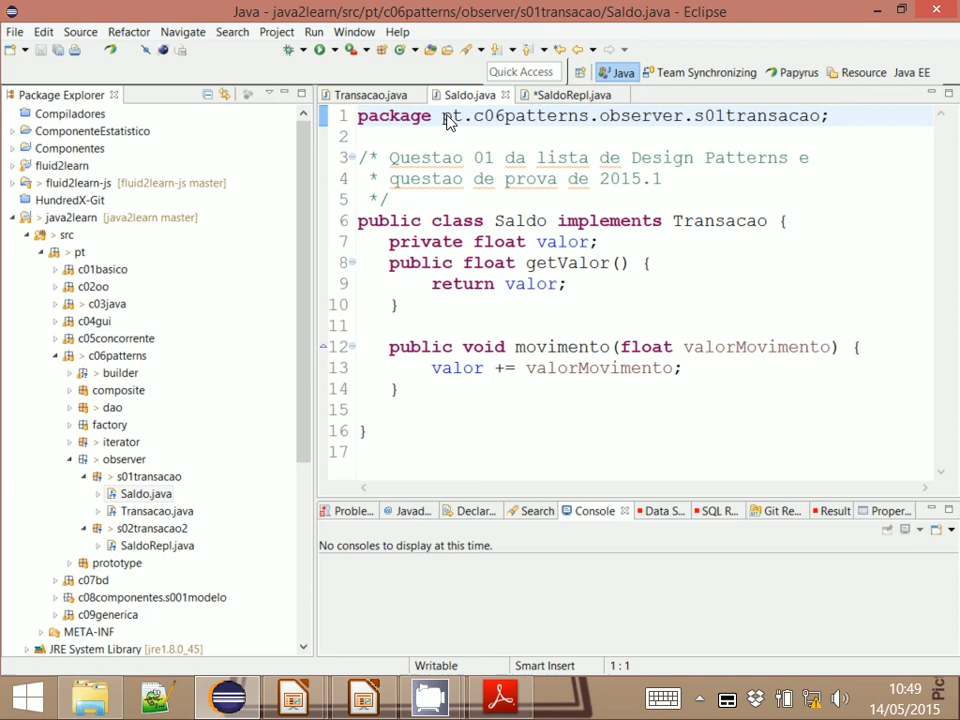 Java - java2learn/src/pt/c06patterns/observer/s01transacao/Saldo.java - Eclipse
File Edit Source Refactor Navigate Search Project Run Window Help
Quick Access
Java
Team Synchronizing
Papyrus
Resource
Java EE
Package Explorer
Compiladores
ComponenteEstatistico
Componentes
fluid2learn
> fluid2learn-js [fluid2learn-js master]
HundredX-Git
> java2learn [java2learn master]
> src
> pt
c01basico
c02oo
> c03java
c04gui
c05concorrente
> c06patterns
> builder
composite
> dao
factory
> iterator
> observer
> s01transacao
Saldo.java
Transacao.java
> s02transacao2
SaldoRepl.java
prototype
c07bd
c08componentes.s001modelo
c09generica
META-INF
JRE System Library [jre1.8.0_45]
Transacao.java
Saldo.java
*SaldoRepl.java
1 package pt.c06patterns.observer.s01transacao;
2
3 /* Questao 01 da lista de Design Patterns e
4 * questao de prova de 2015.1
5 */
6 public class Saldo implements Transacao {
7 private float valor;
8 public float getValor() {
9 return valor;
10 }
11
12 public void movimento(float valorMovimento) {
13 valor += valorMovimento;
14 }
15
16 }
17
Proble... @ Javad... Declar... Search Console Data S... SQL R... Git Re... Result Proper...
No consoles to display at this time.
Writable
Smart Insert
1 : 1
10:49
14/05/2015